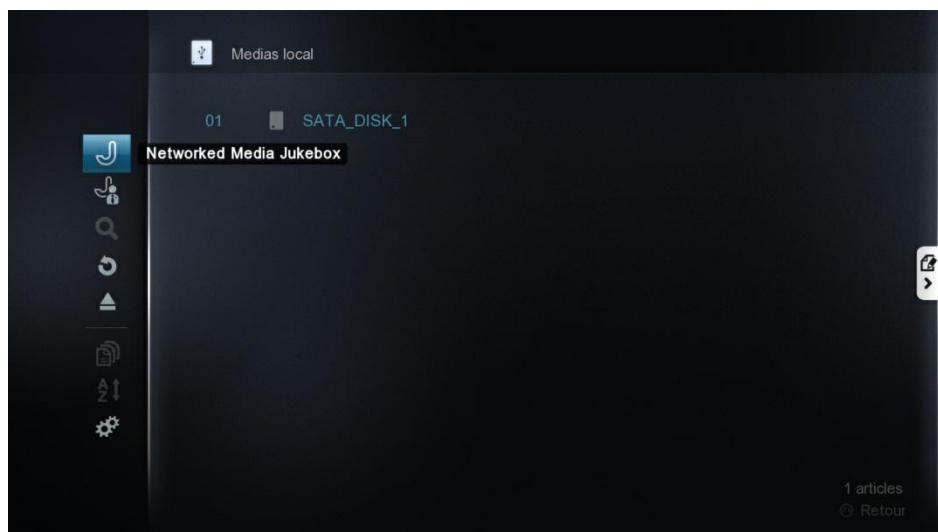 Medias local
01 SATA_DISK_1
Networked Media Jukebox
1 articles
Retour